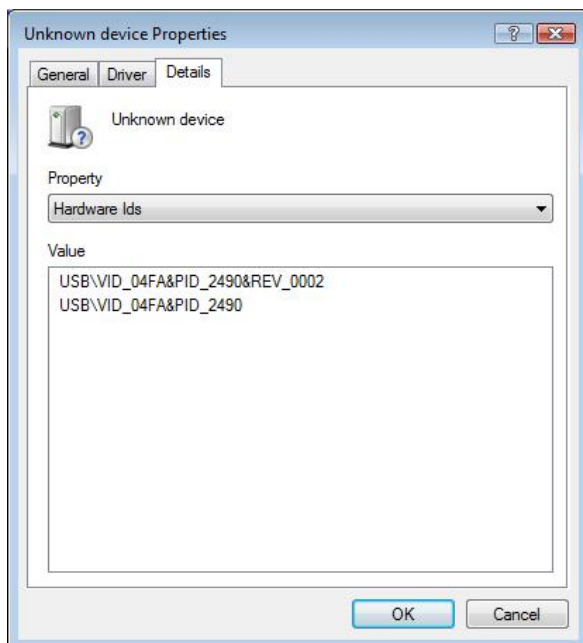 Unknown device Properties
General Driver Details
Unknown device
Property
Hardware Ids
Value
USB\VID_04FA&PID_2490&REV_0002
USB\VID_04FA&PID_2490
OK Cancel